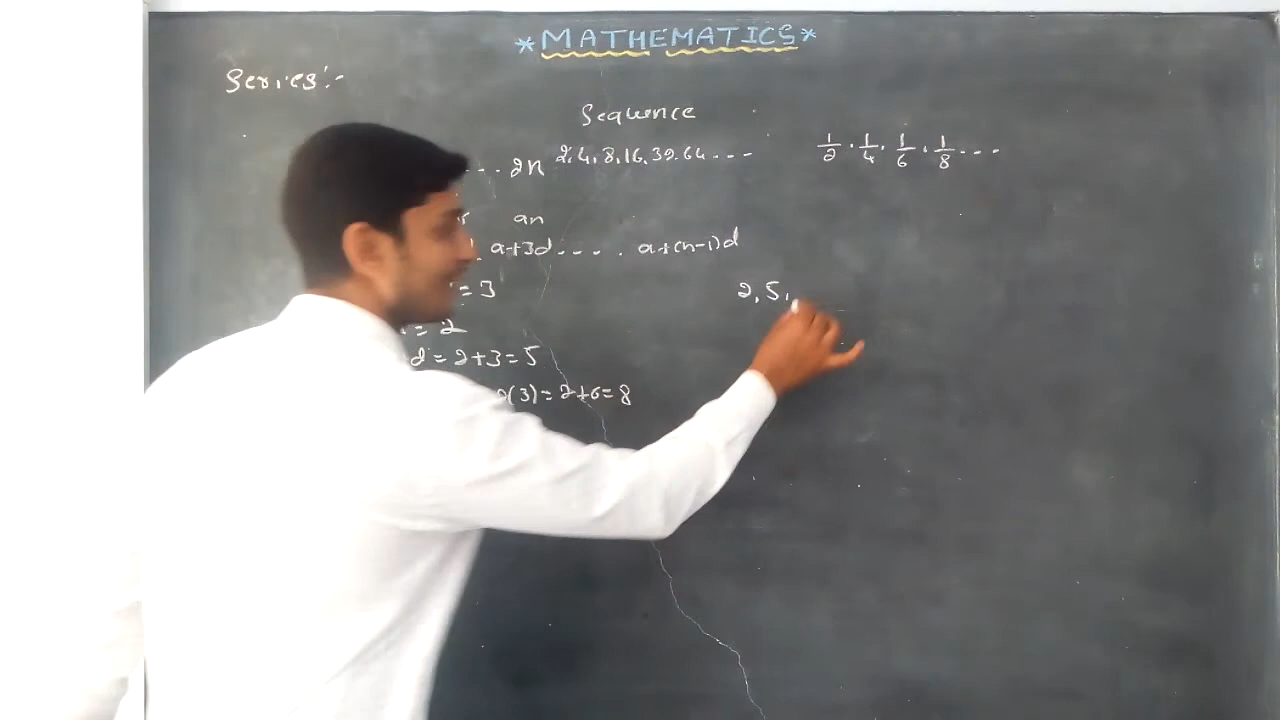 *MATHEMATICS*
Series:-
Sequence
... 2n 2,4,8,16,32.64....
1/2, 1/4, 1/6, 1/8...
an
a+3d.... a+(n-1)d
= 3
2,5,
= 2
d = 2+3=5
(3)= 2+6=8